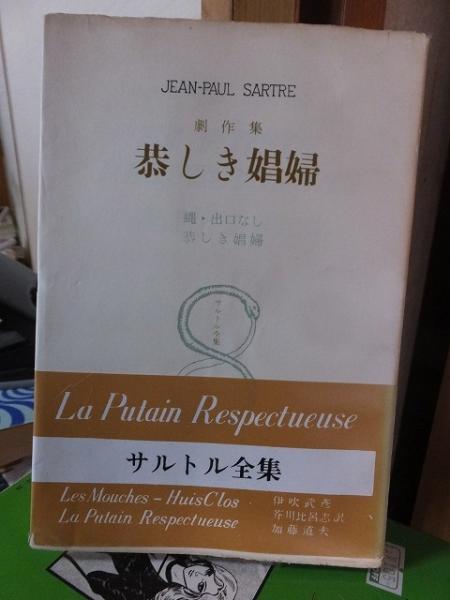 JEAN-PAUL SARTRE
劇作集
恭しき娼婦
蠅・出口なし
恭しき娼婦
サルトル全集
La Putain Respectueuse
サルトル全集
Les Mouches - Huis Clos
La Putain Respectueuse
伊吹武彦
芥川比呂志訳
加藤道夫